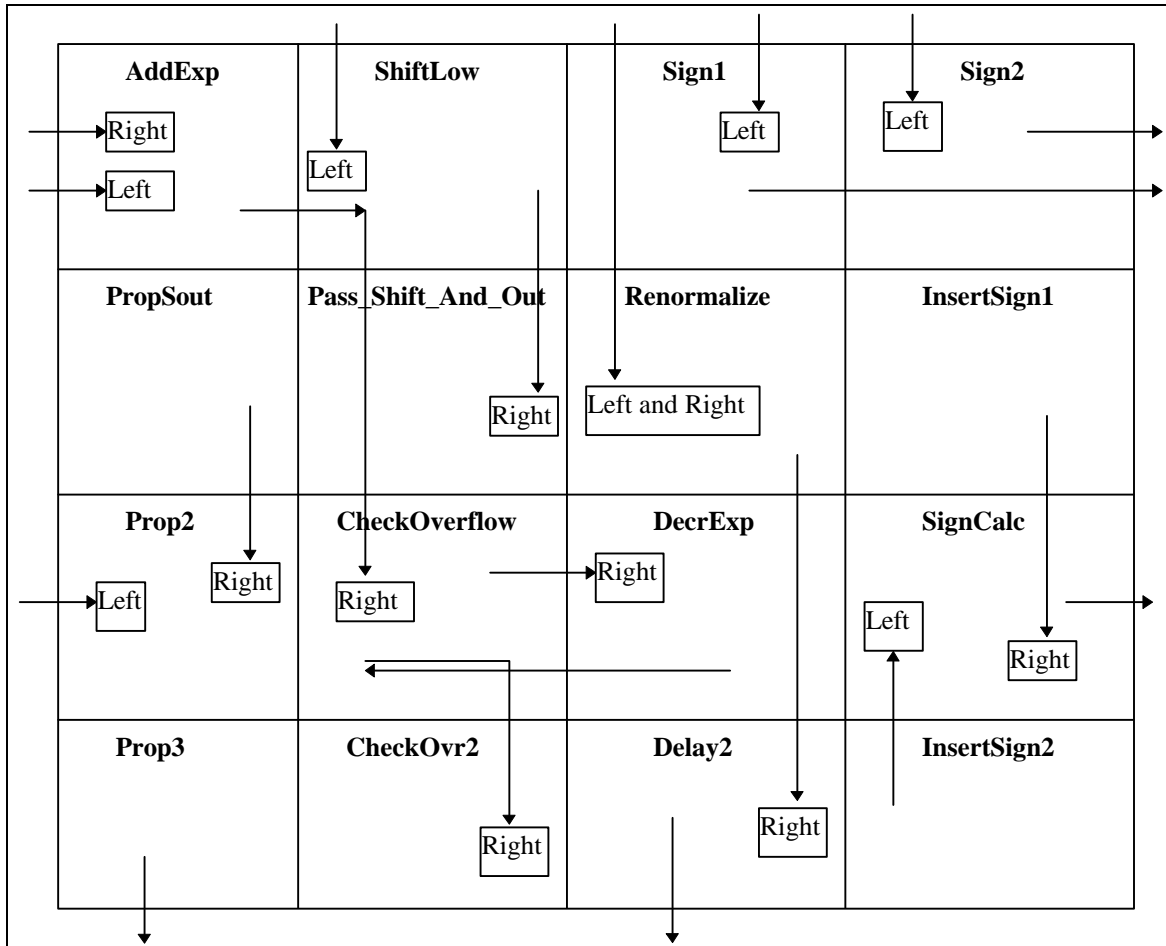 AddExp
ShiftLow
Sign1
Sign2
Right
Left
Left
Left
Left
PropSout
Pass_Shift_And_Out
Renormalize
InsertSign1
Right
Left and Right
Prop2
CheckOverflow
DecrExp
SignCalc
Left
Right
Right
Right
Left
Right
Prop3
CheckOvr2
Delay2
InsertSign2
Right
Right